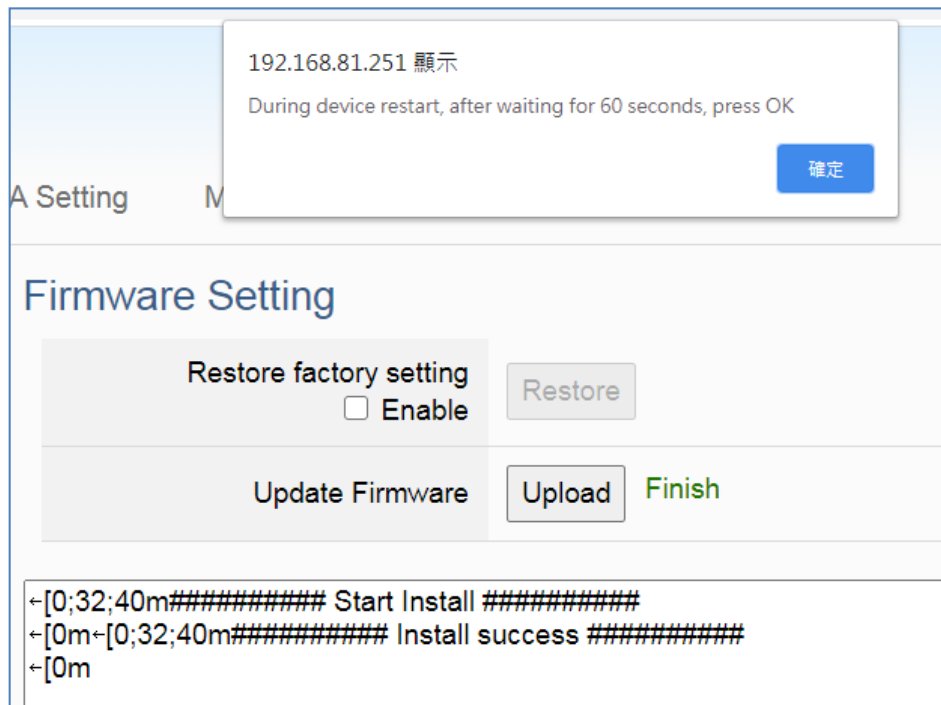 192.168.81.251 顯示
During device restart, after waiting for 60 seconds, press OK
確定
A Setting M
Firmware Setting
Restore factory setting
Enable
Restore
Update Firmware
Upload
Finish
←[0;32;40m########## Start Install ##########
←[0m←[0;32;40m########## Install success ##########
←[0m